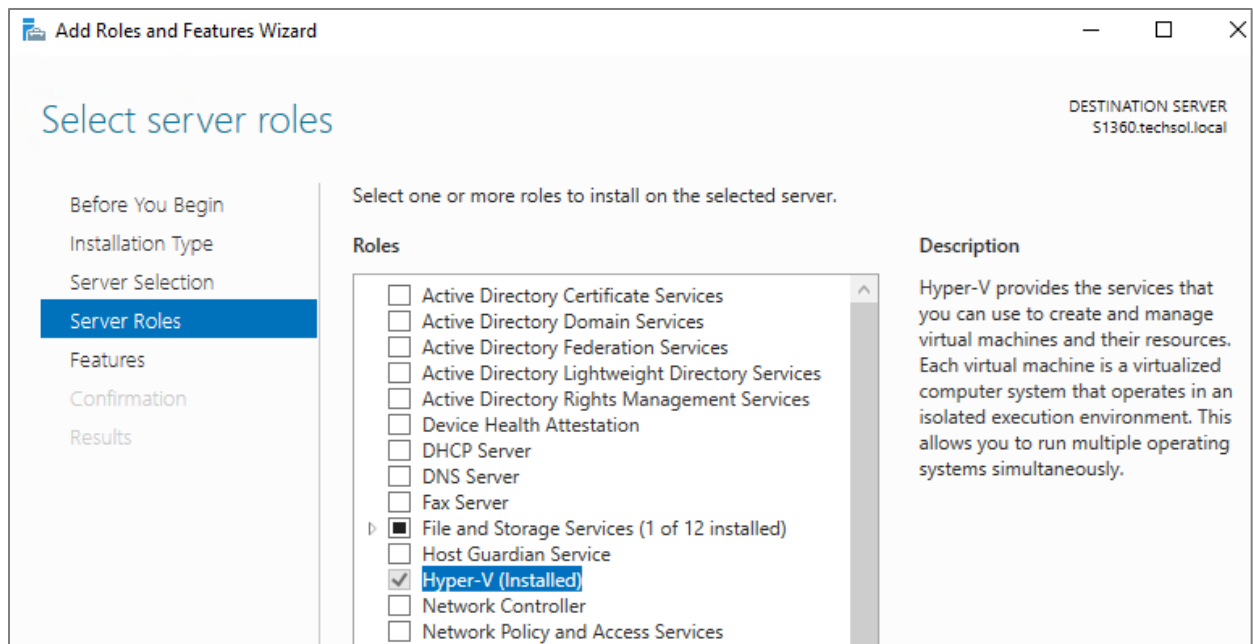 Add Roles and Features Wizard
Select server roles
DESTINATION SERVER
S1360.techsol.local
Before You Begin
Installation Type
Server Selection
Server Roles
Features
Confirmation
Results
Select one or more roles to install on the selected server.
Roles
Active Directory Certificate Services
Active Directory Domain Services
Active Directory Federation Services
Active Directory Lightweight Directory Services
Active Directory Rights Management Services
Device Health Attestation
DHCP Server
DNS Server
Fax Server
File and Storage Services (1 of 12 installed)
Host Guardian Service
Hyper-V (Installed)
Network Controller
Network Policy and Access Services
Description
Hyper-V provides the services that
you can use to create and manage
virtual machines and their resources.
Each virtual machine is a virtualized
computer system that operates in an
isolated execution environment. This
allows you to run multiple operating
systems simultaneously.